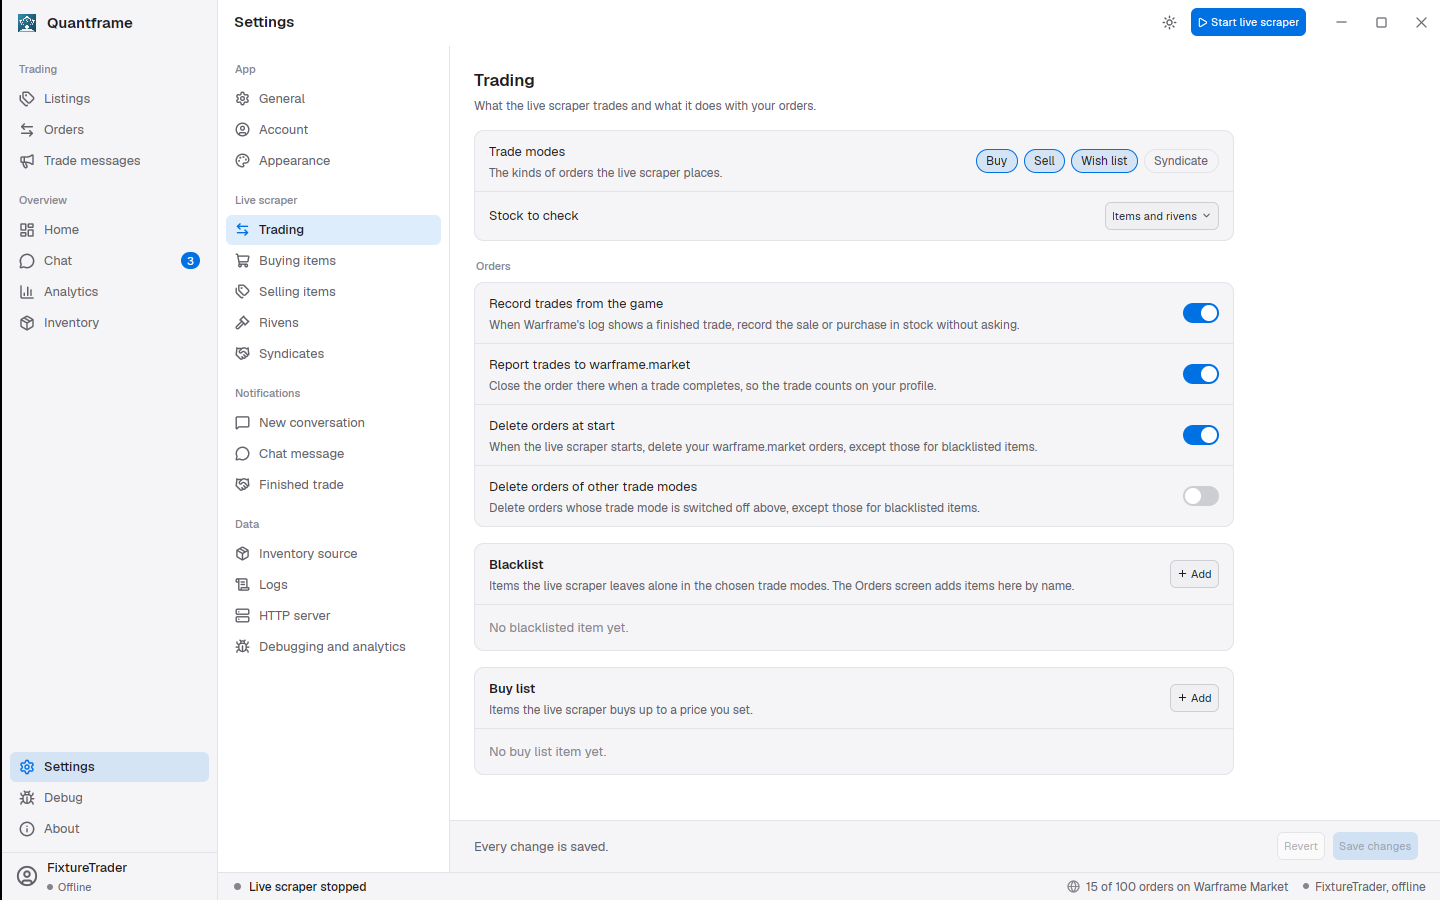 Quantframe
Settings
Start live scraper
Trading
Listings
Orders
Trade messages
Overview
Home
Chat
3
Analytics
Inventory
Settings
Debug
About
FixtureTrader
Offline
App
General
Account
Appearance
Live scraper
Trading
Buying items
Selling items
Rivens
Syndicates
Notifications
New conversation
Chat message
Finished trade
Data
Inventory source
Logs
HTTP server
Debugging and analytics
Trading
What the live scraper trades and what it does with your orders.
Trade modes
The kinds of orders the live scraper places.
Buy
Sell
Wish list
Syndicate
Stock to check
Items and rivens
Orders
Record trades from the game
When Warframe's log shows a finished trade, record the sale or purchase in stock without asking.
Report trades to warframe.market
Close the order there when a trade completes, so the trade counts on your profile.
Delete orders at start
When the live scraper starts, delete your warframe.market orders, except those for blacklisted items.
Delete orders of other trade modes
Delete orders whose trade mode is switched off above, except those for blacklisted items.
Blacklist
Items the live scraper leaves alone in the chosen trade modes. The Orders screen adds items here by name.
+ Add
No blacklisted item yet.
Buy list
Items the live scraper buys up to a price you set.
+ Add
No buy list item yet.
Every change is saved.
Revert
Save changes
Live scraper stopped
15 of 100 orders on Warframe Market
FixtureTrader, offline